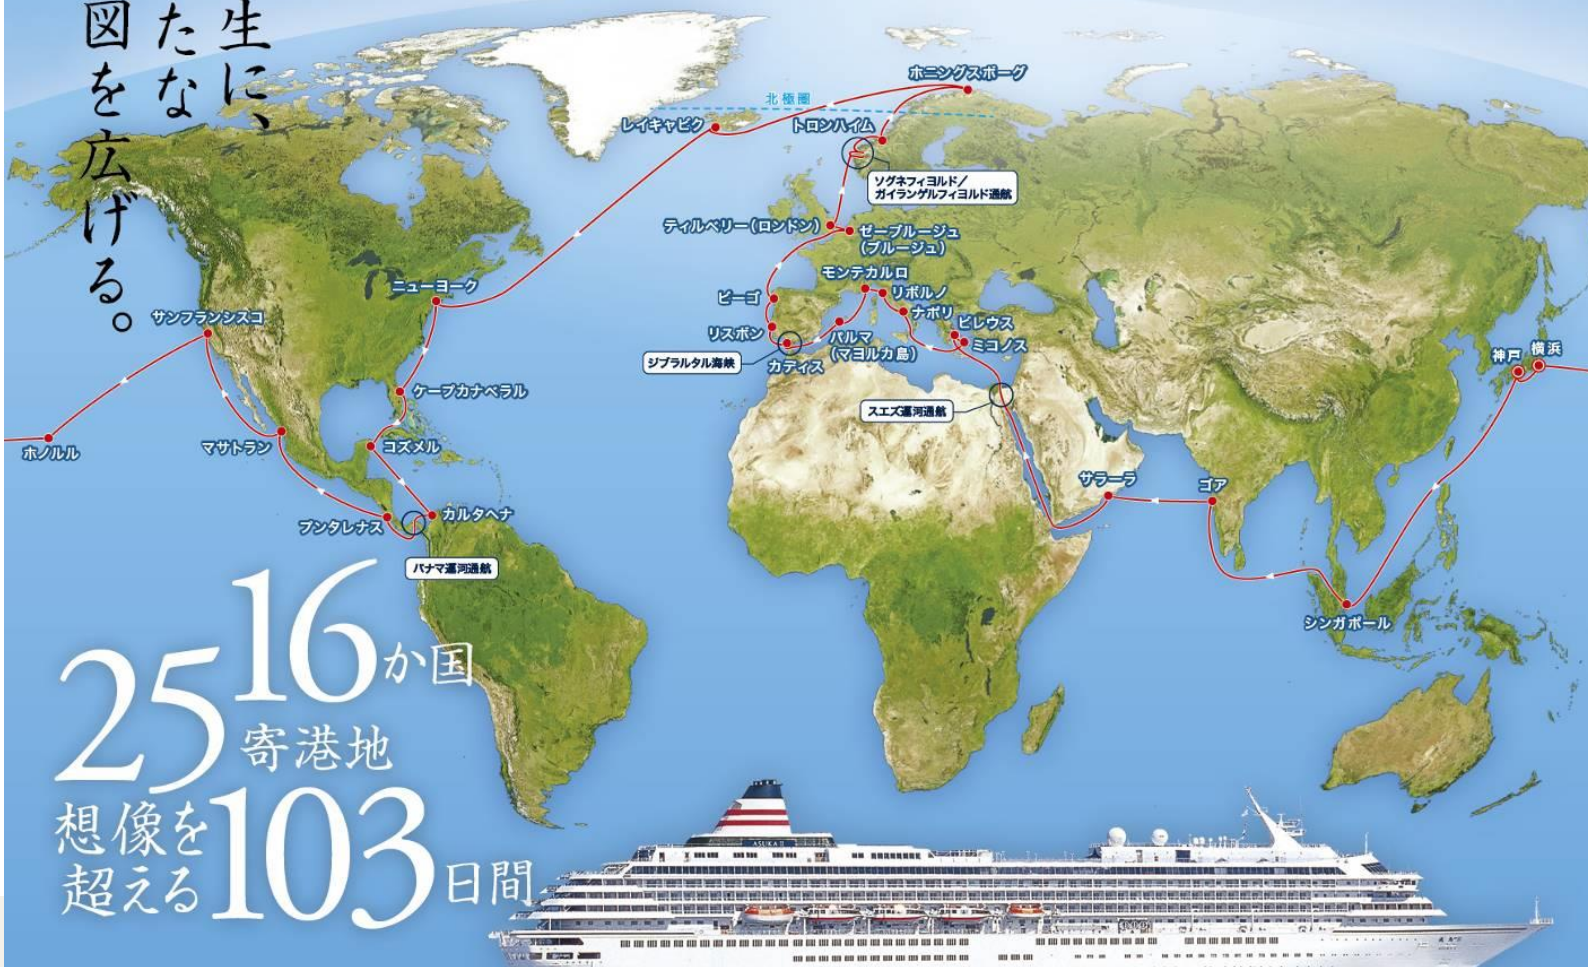 生に、
たな
図を広げる。
ホニングスボーグ
北極圏
レイキャビク
トロンハイム
ソグネフィヨルド／
ガイランゲルフィヨルド通航
ティルベリー（ロンドン）
ゼーブルージュ
（ブルージュ）
モンテカルロ
リボルノ
ビーゴ
ナポリ
ピレウス
リスボン
パルマ
（マヨルカ島）
ミコノス
ジブラルタル海峡
カディス
スエズ運河通航
神戸
横浜
ニューヨーク
サンフランシスコ
ケープカナベラル
ホノルル
マサトラン
コズメル
サラーラ
ゴア
プンタレナス
カルタヘナ
パナマ運河通航
シンガポール
16か国
25寄港地
想像を
超える
103日間
ASUKA II